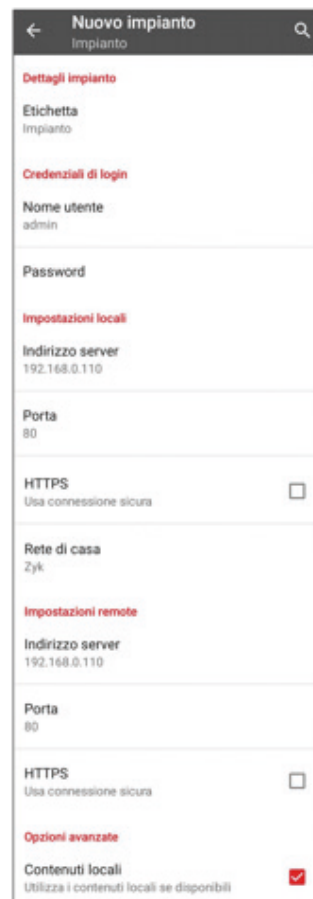 Nuovo impianto
Impianto
Dettagli impianto
Etichetta
Impianto
Credenziali di login
Nome utente
admin
Password
Impostazioni locali
Indirizzo server
192.168.0.110
Porta
80
HTTPS
Usa connessione sicura
Rete di casa
Zyk
Impostazioni remote
Indirizzo server
192.168.0.110
Porta
80
HTTPS
Usa connessione sicura
Opzioni avanzate
Contenuti locali
Utilizza i contenuti locali se disponibili